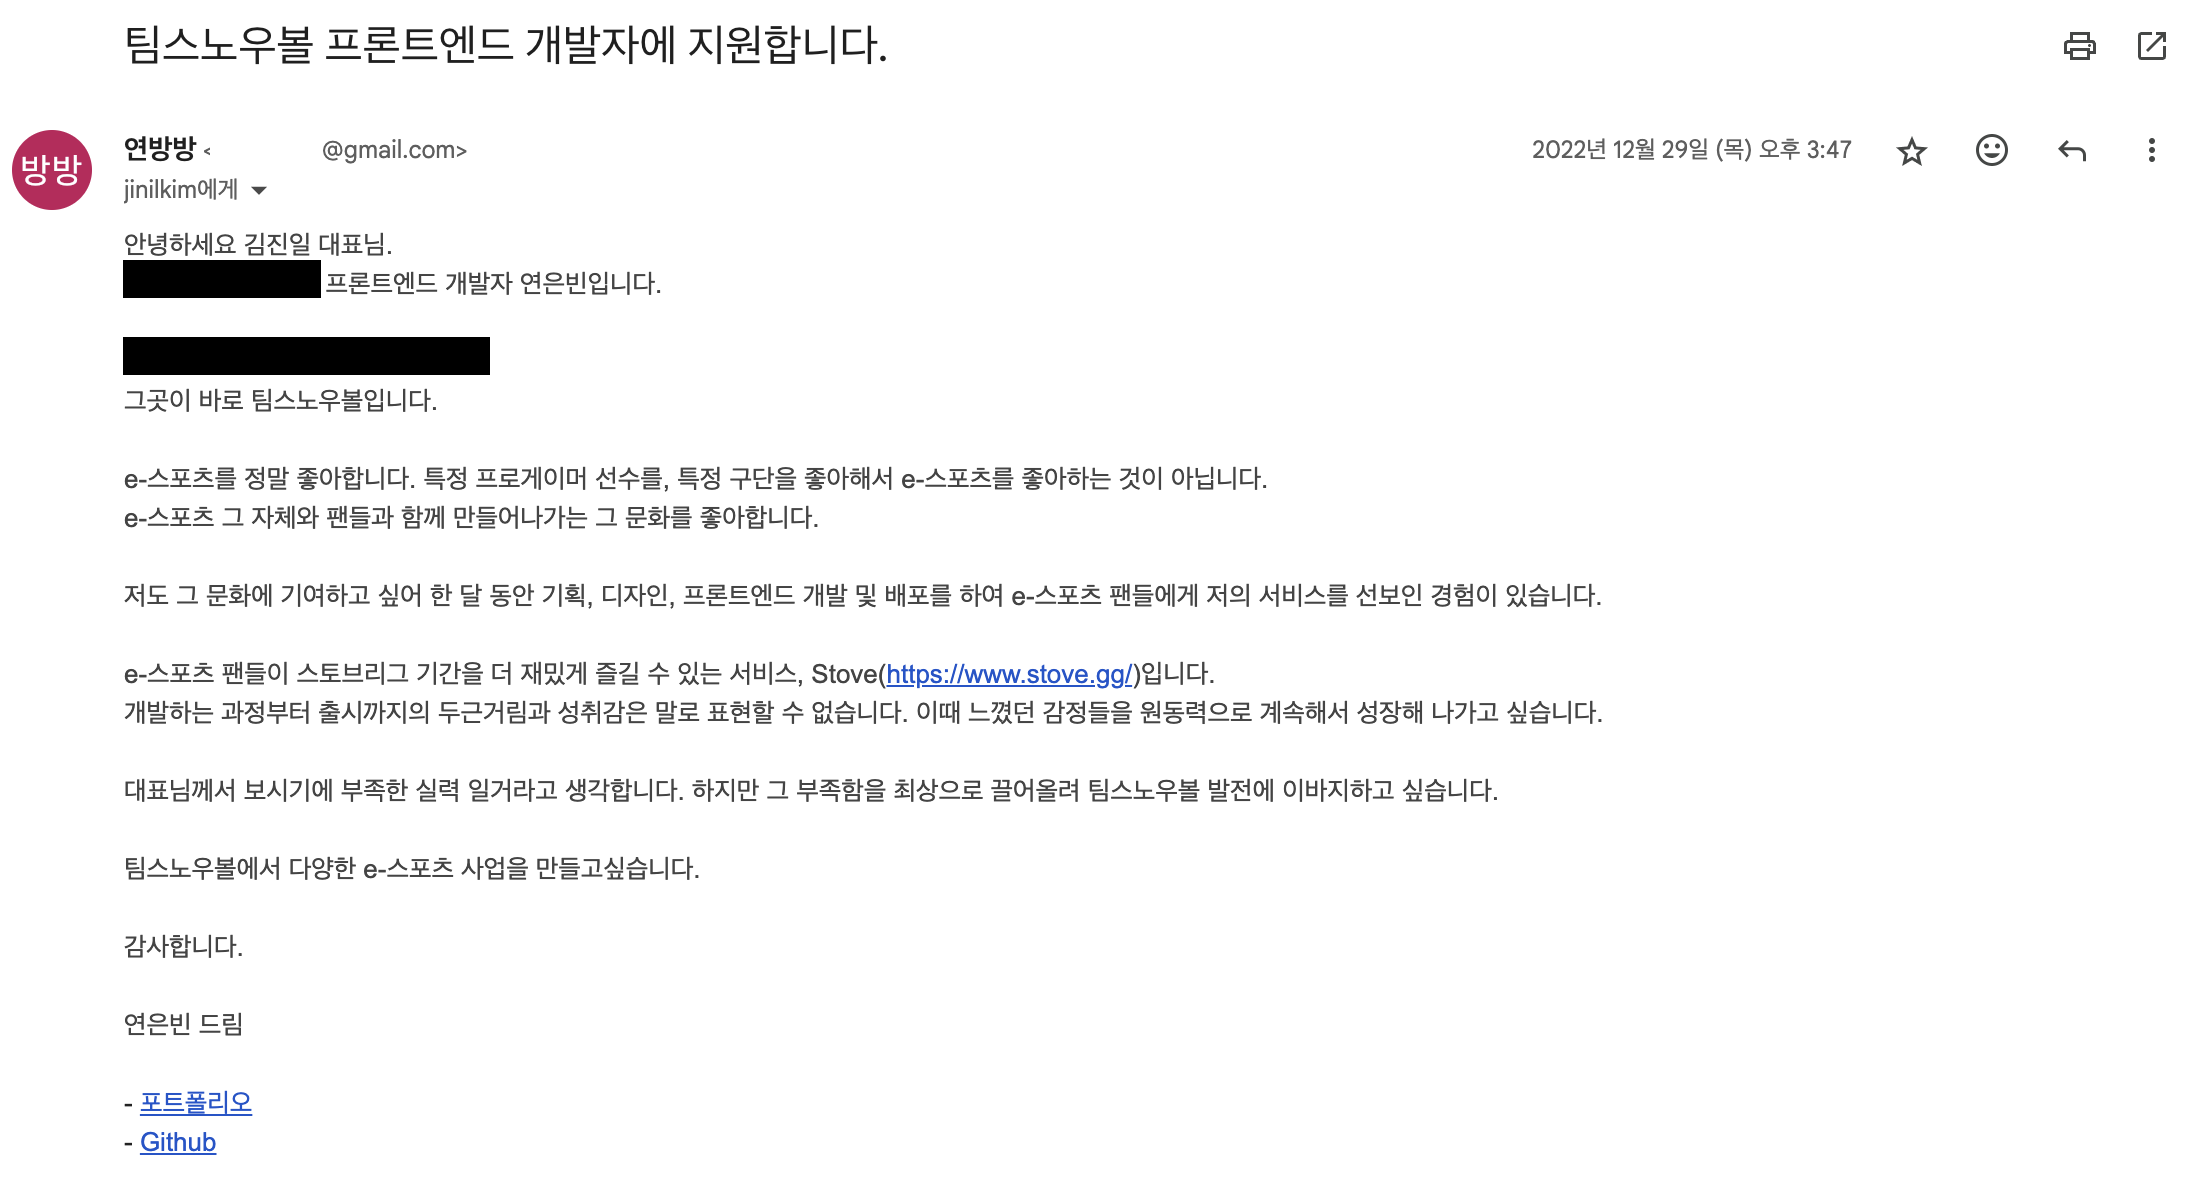 팀스노우볼 프론트엔드 개발자에 지원합니다.
방방
연방방 < @gmail.com>
2022년 12월 29일 (목) 오후 3:47
jinilkim에게
안녕하세요 김진일 대표님.
프론트엔드 개발자 연은빈입니다.
그곳이 바로 팀스노우볼입니다.
e-스포츠를 정말 좋아합니다. 특정 프로게이머 선수를, 특정 구단을 좋아해서 e-스포츠를 좋아하는 것이 아닙니다.
e-스포츠 그 자체와 팬들과 함께 만들어나가는 그 문화를 좋아합니다.
저도 그 문화에 기여하고 싶어 한 달 동안 기획, 디자인, 프론트엔드 개발 및 배포를 하여 e-스포츠 팬들에게 저의 서비스를 선보인 경험이 있습니다.
e-스포츠 팬들이 스토브리그 기간을 더 재밌게 즐길 수 있는 서비스, Stove(https://www.stove.gg/)입니다.
개발하는 과정부터 출시까지의 두근거림과 성취감은 말로 표현할 수 없습니다. 이때 느꼈던 감정들을 원동력으로 계속해서 성장해 나가고 싶습니다.
대표님께서 보시기에 부족한 실력 일거라고 생각합니다. 하지만 그 부족함을 최상으로 끌어올려 팀스노우볼 발전에 이바지하고 싶습니다.
팀스노우볼에서 다양한 e-스포츠 사업을 만들고싶습니다.
감사합니다.
연은빈 드림
- 포트폴리오
- Github